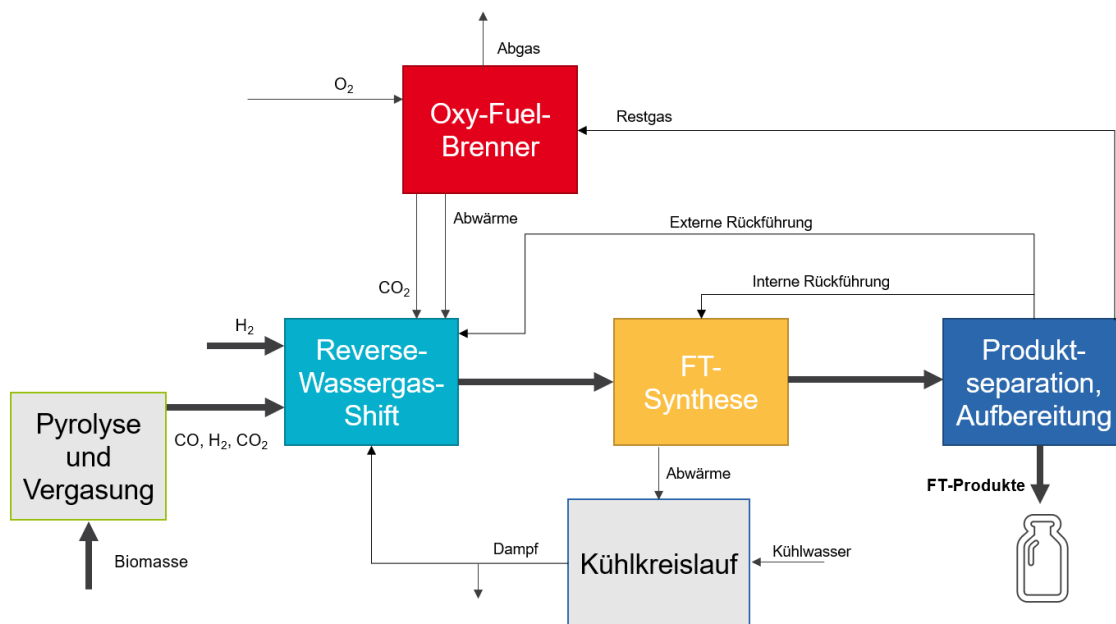 Abgas
O₂
Oxy-Fuel-
Brenner
Restgas
Abwärme
Externe Rückführung
CO₂
Interne Rückführung
H₂
Reverse-
Wassergas-
Shift
FT-
Synthese
Produkt-
separation,
Aufbereitung
Pyrolyse
und
Vergasung
CO, H₂, CO₂
Abwärme
FT-Produkte
Biomasse
Dampf
Kühlkreislauf
Kühlwasser